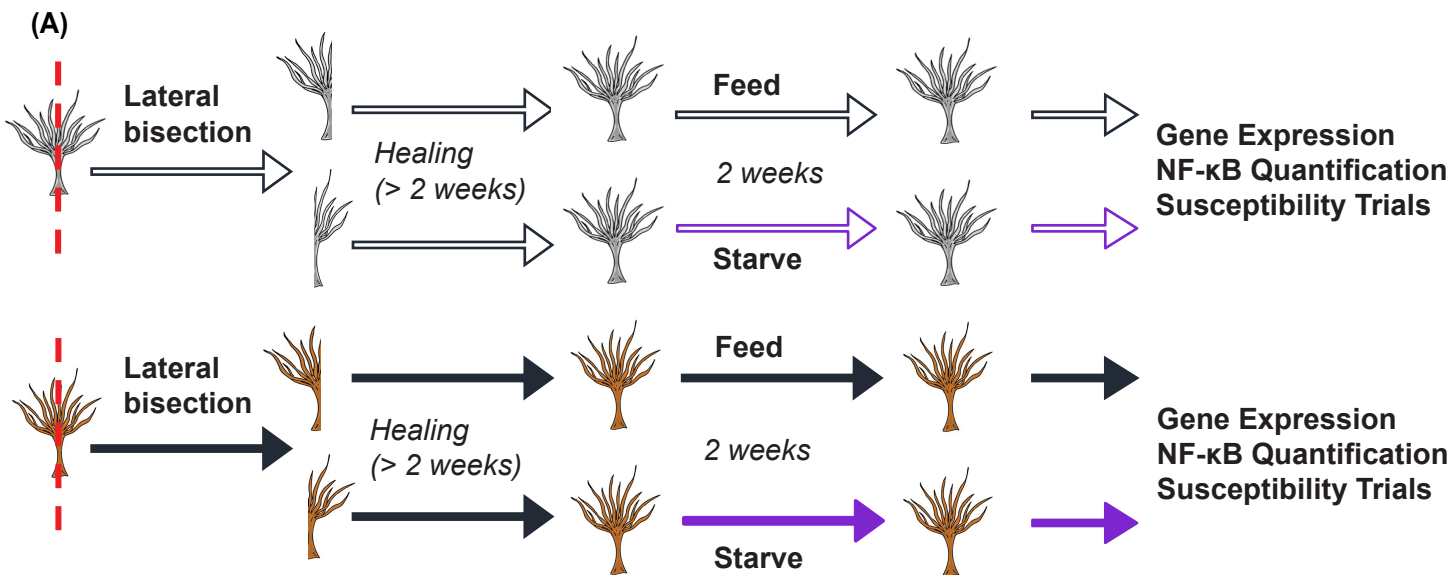 (A)
Lateral
bisection
Healing
(> 2 weeks)
Feed
2 weeks
Starve
Gene Expression
NF-κB Quantification
Susceptibility Trials
Lateral
bisection
Healing
(> 2 weeks)
Feed
2 weeks
Starve
Gene Expression
NF-κB Quantification
Susceptibility Trials